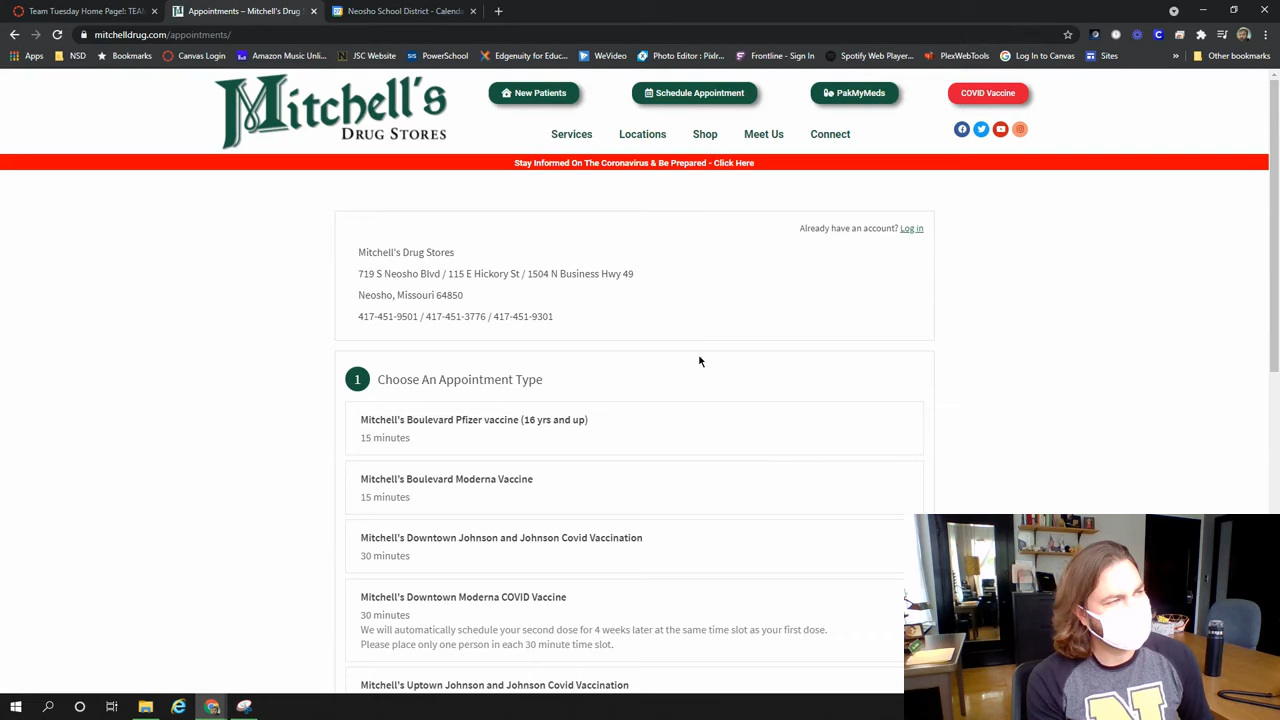 Team Tuesday Home Page!: TEA
Appointments – Mitchell's Drug S
Neosho School District - Calenda
mitchelldrug.com/appointments/
Apps
NSD
Bookmarks
Canvas Login
Amazon Music Unli...
JSC Website
PowerSchool
Edgenuity for Educ...
WeVideo
Photo Editor : Pixlr...
Frontline - Sign In
Spotify Web Player...
PlexWebTools
Log In to Canvas
Sites
Other bookmarks
Mitchell's
DRUG STORES
New Patients
Schedule Appointment
PakMyMeds
COVID Vaccine
Services
Locations
Shop
Meet Us
Connect
Stay Informed On The Coronavirus & Be Prepared - Click Here
Already have an account? Log in
Mitchell's Drug Stores
719 S Neosho Blvd / 115 E Hickory St / 1504 N Business Hwy 49
Neosho, Missouri 64850
417-451-9501 / 417-451-3776 / 417-451-9301
1 Choose An Appointment Type
Mitchell's Boulevard Pfizer vaccine (16 yrs and up)
15 minutes
Mitchell's Boulevard Moderna Vaccine
15 minutes
Mitchell's Downtown Johnson and Johnson Covid Vaccination
30 minutes
Mitchell's Downtown Moderna COVID Vaccine
30 minutes
We will automatically schedule your second dose for 4 weeks later at the same time slot as your first dose.
Please place only one person in each 30 minute time slot.
Mitchell's Uptown Johnson and Johnson Covid Vaccination
N